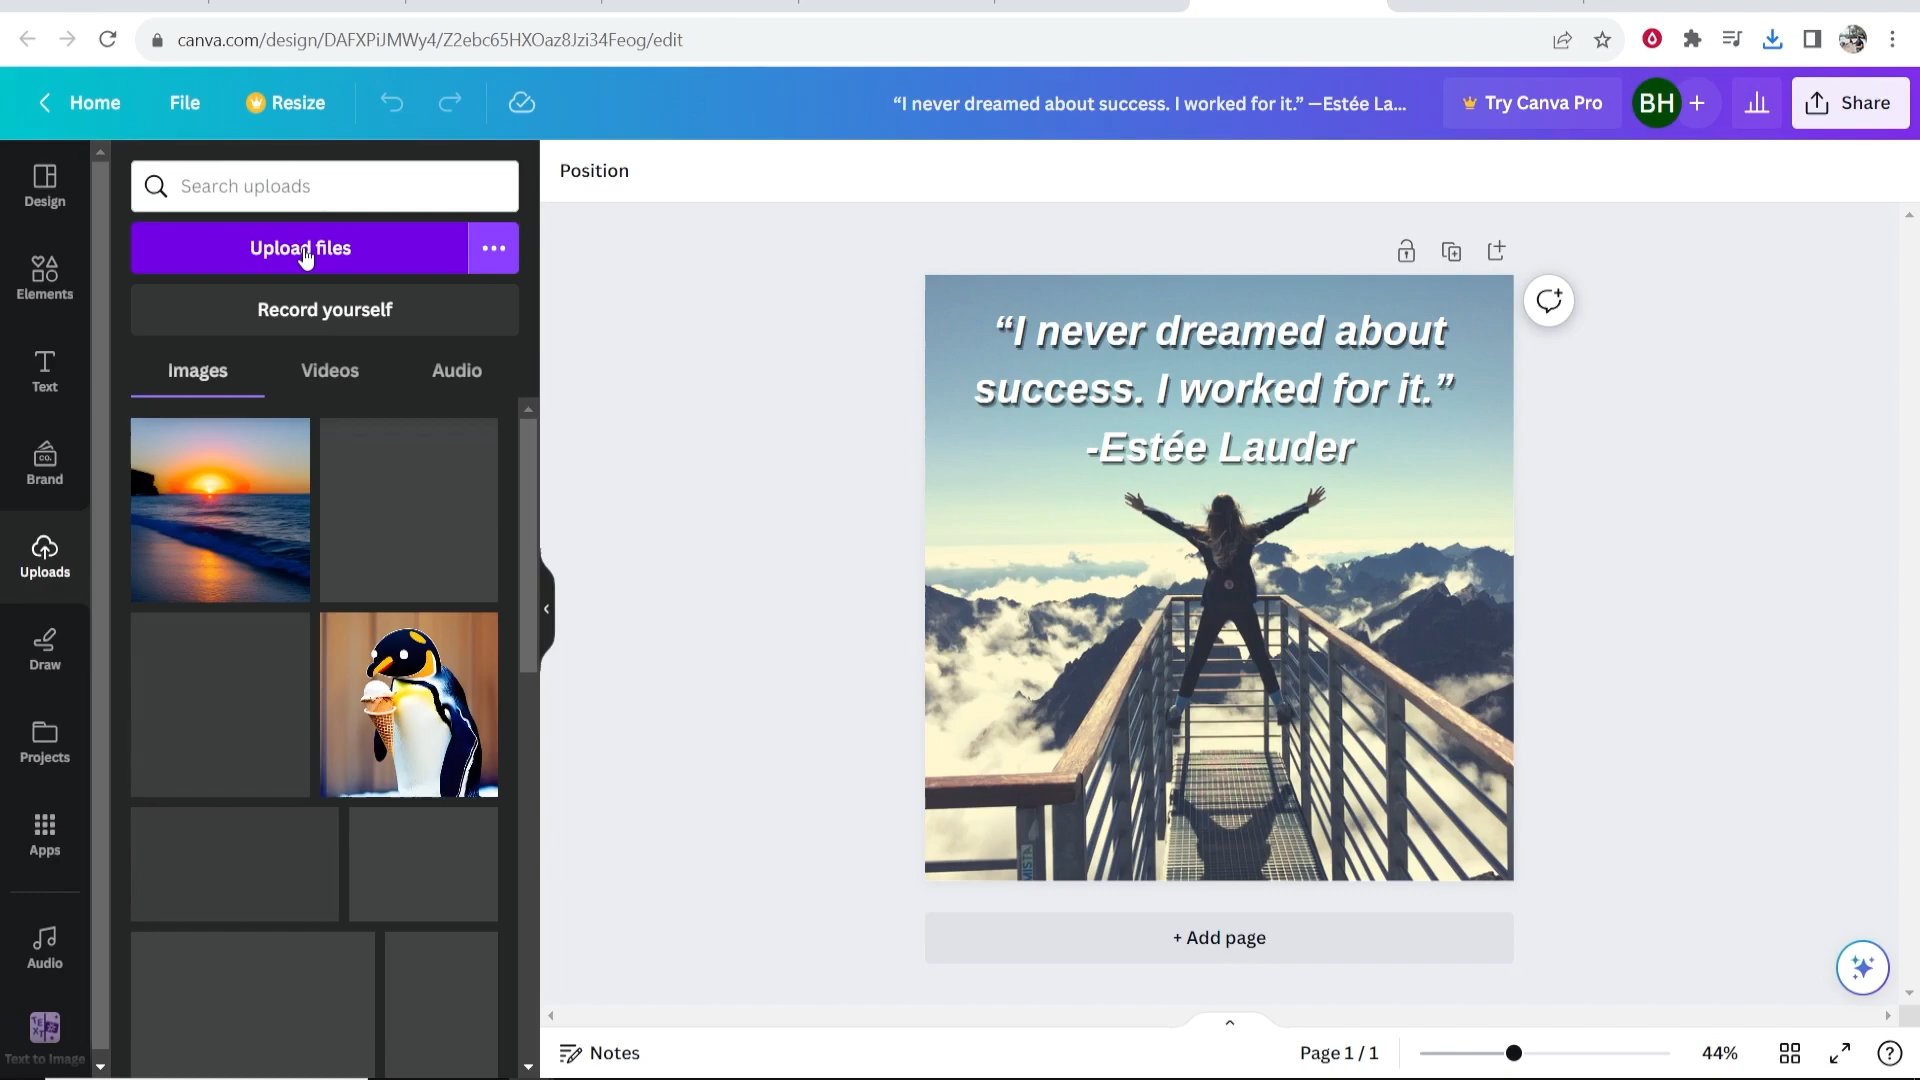 canva.com/design/DAFXPiJMWy4/Z2ebc65HXOaz8Jzi34Feog/edit
Home
File
Resize
“I never dreamed about success. I worked for it.” —Estée La...
Try Canva Pro
BH
Share
Design
Elements
Text
CO.
Brand
Uploads
Draw
Projects
Apps
Audio
Text to Image
Search uploads
Upload files
Record yourself
Images
Videos
Audio
Position
“I never dreamed about
success. I worked for it.”
-Estée Lauder
+ Add page
Notes
Page 1 / 1
44%